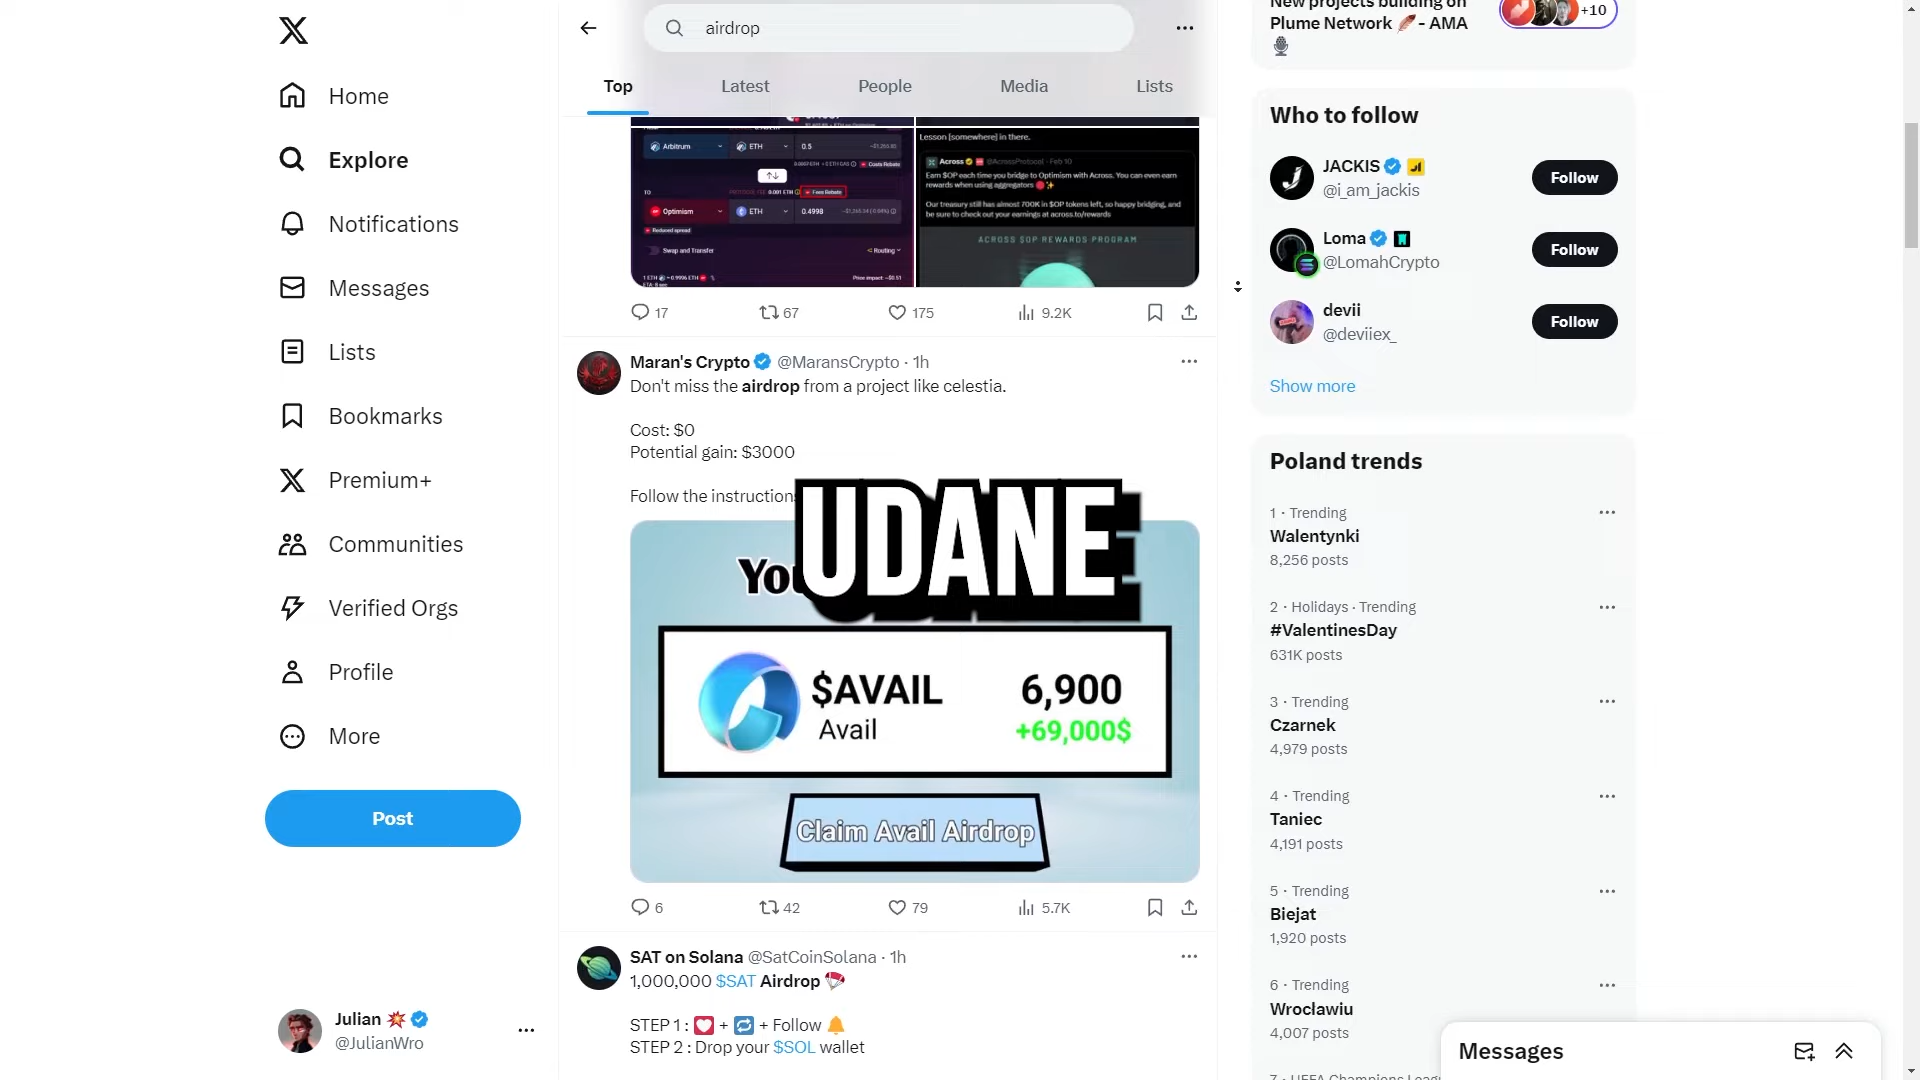 Home
Explore
Notifications
Messages
Lists
Bookmarks
Premium+
Communities
Verified Orgs
Profile
More
Post
Julian
@JulianWro
airdrop
Top
Latest
People
Media
Lists
Arbitrum
ETH
0.5
Costs Rebate
TO:
Fees Rebate
Optimism
ETH
0.4998
Reduced spread
Swap and Transfer
Routing
Lesson [somewhere] in there.
Across @AcrossProtocol · Feb 10
Earn $OP each time you bridge to Optimism with Across. You can even earn
rewards when using aggregators
Our treasury still has almost 700K in $OP tokens left, so happy bridging, and
be sure to check out your earnings at across.to/rewards
ACROSS $OP REWARDS PROGRAM
17
67
175
9.2K
Maran's Crypto @MaransCrypto · 1h
Don't miss the airdrop from a project like celestia.
Cost: $0
Potential gain: $3000
Follow the instructions
UDANE
You
$AVAIL
6,900
Avail
+69,000$
Claim Avail Airdrop
6
42
79
5.7K
SAT on Solana @SatCoinSolana · 1h
1,000,000 $SAT Airdrop
STEP 1 : + + Follow
STEP 2 : Drop your $SOL wallet
New projects building on
Plume Network - AMA
+10
Who to follow
JACKIS
@i_am_jackis
Follow
Loma
@LomahCrypto
Follow
devii
@deviiex_
Follow
Show more
Poland trends
1 · Trending
Walentynki
8,256 posts
2 · Holidays · Trending
#ValentinesDay
631K posts
3 · Trending
Czarnek
4,979 posts
4 · Trending
Taniec
4,191 posts
5 · Trending
Biejat
1,920 posts
6 · Trending
Wrocławiu
4,007 posts
Messages